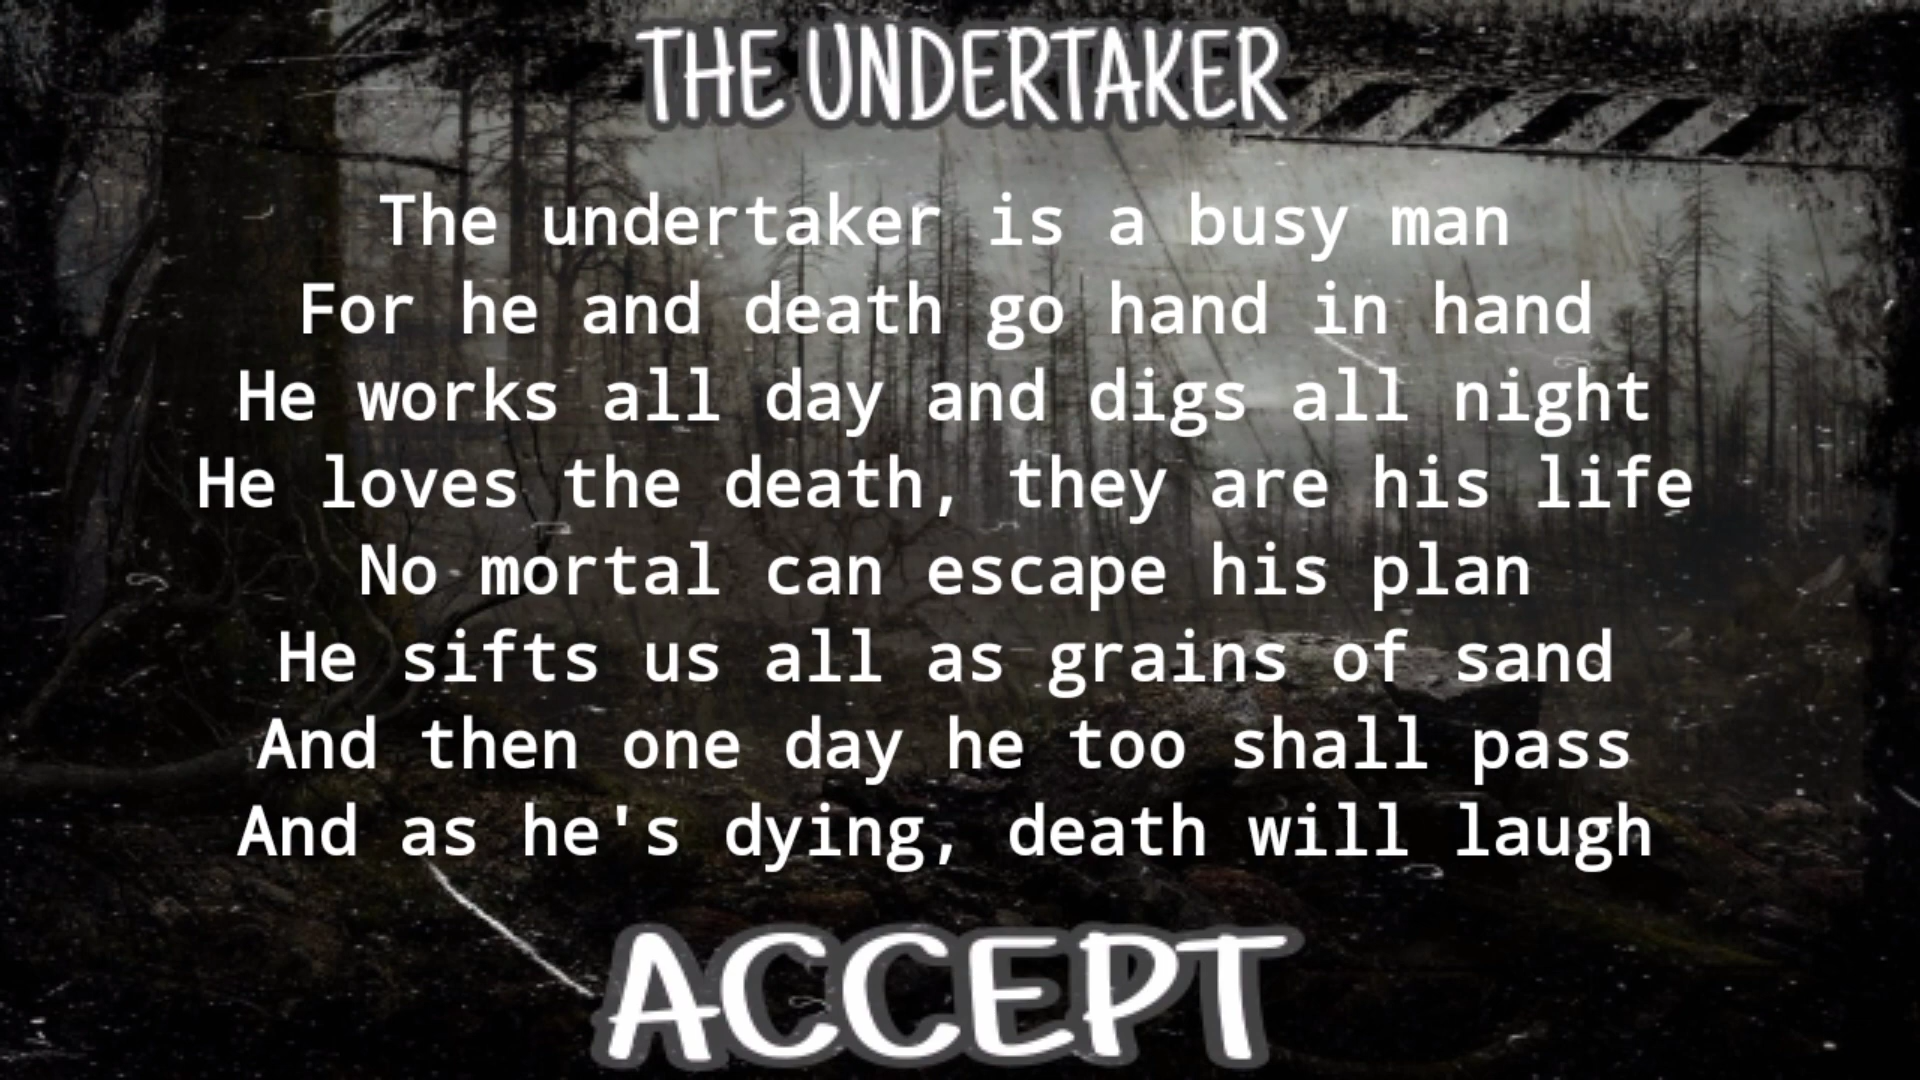 THE UNDERTAKER
The undertaker is a busy man
For he and death go hand in hand
He works all day and digs all night
He loves the death, they are his life
No mortal can escape his plan
He sifts us all as grains of sand
And then one day he too shall pass
And as he's dying, death will laugh
ACCEPT